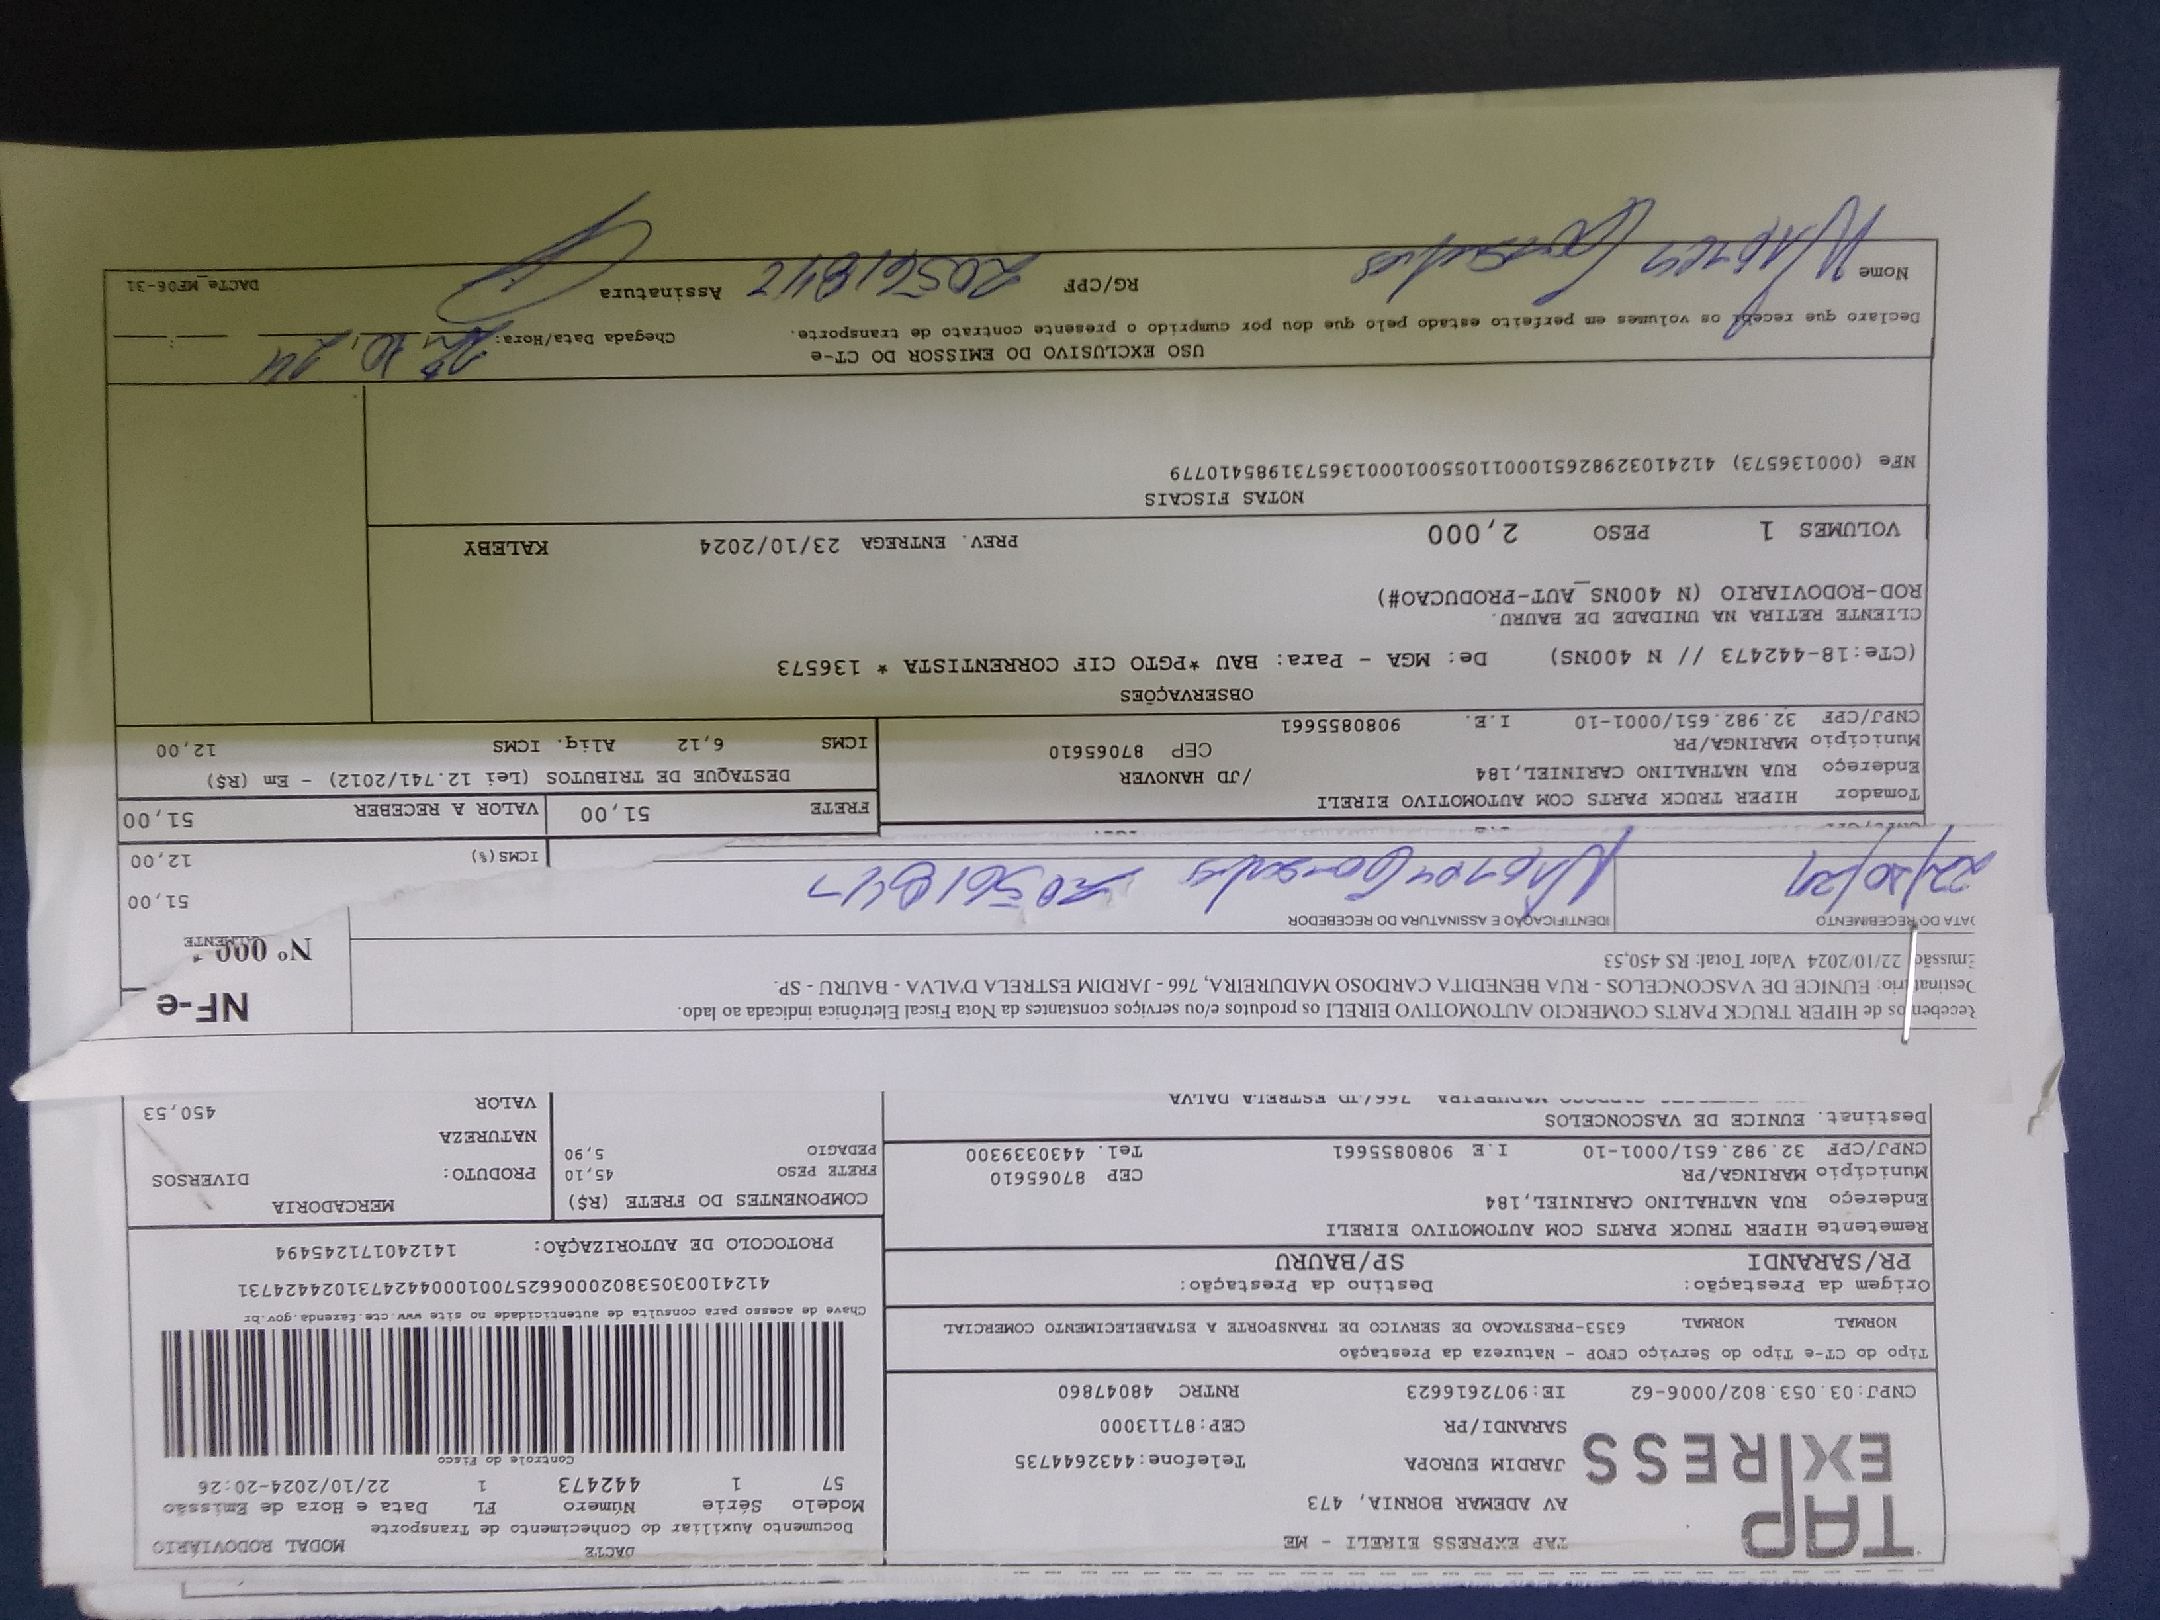 TAP
EXPRESS
TAP EXPRESS EIRELI - ME
AV ADEMAR BORNIA, 473
JARDIM EUROPA Telefone:4432644735
SARANDI/PR CEP:87113000
CNPJ:03.053.802/0006-62 IE:9072616623 RNTRC 48047860
DACTE MODAL RODOVIÁRIO
Documento Auxiliar do Conhecimento de Transporte
Modelo Série Número FL Data e Hora de Emissão
57 1 442473 1 22/10/2024-20:26
Controle do Fisco
Chave de acesso para consulta de autenticidade no site www.cte.fazenda.gov.br
41241003053802000662570010004424731024424731
PROTOCOLO DE AUTORIZAÇÃO: 141240171245494
Tipo do CT-e Tipo do Serviço CFOP - Natureza da Prestação
NORMAL NORMAL 6353-PRESTACAO DE SERVICO DE TRANSPORTE A ESTABELECIMENTO COMERCIAL
Origem da Prestação: Destino da Prestação:
PR/SARANDI SP/BAURU
Remetente HIPER TRUCK PARTS COM AUTOMOTIVO EIRELI
Endereço RUA NATHALINO CARINIEL,184
Município MARINGA/PR CEP 87065610
CNPJ/CPF 32.982.651/0001-10 I.E 9080855661 Tel. 4430339300
Destinat. EUNICE DE VASCONCELOS
766/JD ESTRELA DALVA
COMPONENTES DO FRETE (R$)
FRETE PESO 45,10
PEDAGIO 5,90
MERCADORIA
PRODUTO: DIVERSOS
NATUREZA
VALOR 450,53
Recebemos de HIPER TRUCK PARTS COMERCIO AUTOMOTIVO EIRELI os produtos e/ou serviços constantes da Nota Fiscal Eletrônica indicada ao lado.
Destinatário: EUNICE DE VASCONCELOS - RUA BENEDITA CARDOSO MADUREIRA, 766 - JARDIM ESTRELA D'ALVA - BAURU - SP.
Emissão 22/10/2024 Valor Total: R$ 450,53
NF-e
Nº 000
DATA DO RECEBIMENTO IDENTIFICAÇÃO E ASSINATURA DO RECEBEDOR
51,00
ICMS(%) 12,00
FRETE 51,00 VALOR A RECEBER 51,00
DESTAQUE DE TRIBUTOS (Lei 12.741/2012) - Em (R$)
ICMS 6,12 Aliq. ICMS 12,00
Tomador HIPER TRUCK PARTS COM AUTOMOTIVO EIRELI
Endereço RUA NATHALINO CARINIEL,184 /JD HANOVER
Município MARINGA/PR CEP 87065610
CNPJ/CPF 32.982.651/0001-10 I.E. 9080855661
OBSERVAÇÕES
(CTe:18-442473 // N 400NS) De: MGA - Para: BAU *PGTO CIF CORRENTISTA * 136573
CLIENTE RETIRA NA UNIDADE DE BAURU.
ROD-RODOVIARIO (N 400NS_AUT-PRODUCAO#)
VOLUMES 1 PESO 2,000 PREV. ENTREGA 23/10/2024 KALEBY
NOTAS FISCAIS
NFe (000136573) 41241032982651000110550010001365731985410779
USO EXCLUSIVO DO EMISSOR DO CT-e
Declaro que recebi os volumes em perfeito estado pelo que dou por cumprido o presente contrato de transporte. Chegada Data/Hora:
Nome RG/CPF Assinatura DACTe_MF06-31